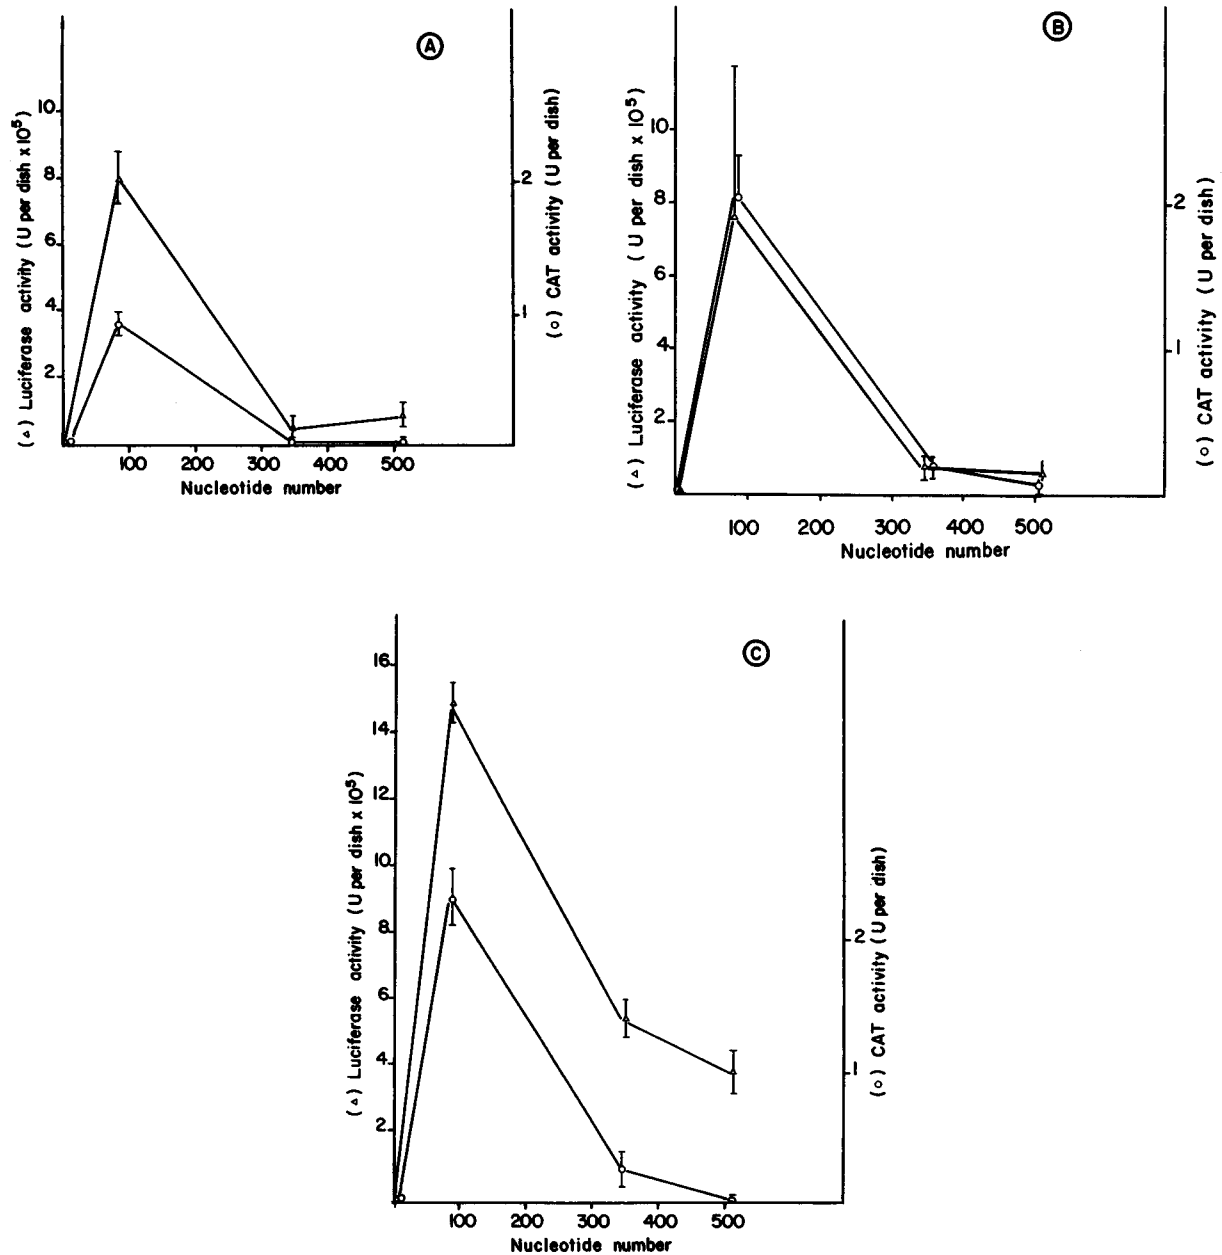 A
10
8
6
4
2
(△) Luciferase activity (U per dish x 10⁵)
2
1
(o) CAT activity (U per dish)
100 200 300 400 500
Nucleotide number
B
10
8
6
4
2
(△) Luciferase activity (U per dish x 10⁵)
2
1
(o) CAT activity (U per dish)
100 200 300 400 500
Nucleotide number
C
16
14
12
10
8
6
4
2
(△) Luciferase activity (U per dish x 10⁵)
2
1
(o) CAT activity (U per dish)
100 200 300 400 500
Nucleotide number